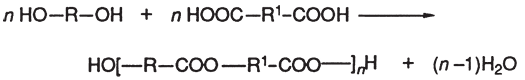 n HO–R–OH + n HOOC–R¹–COOH ⟶
HO[–R–COO–R¹–COO–]ₙH + (n –1)H₂O